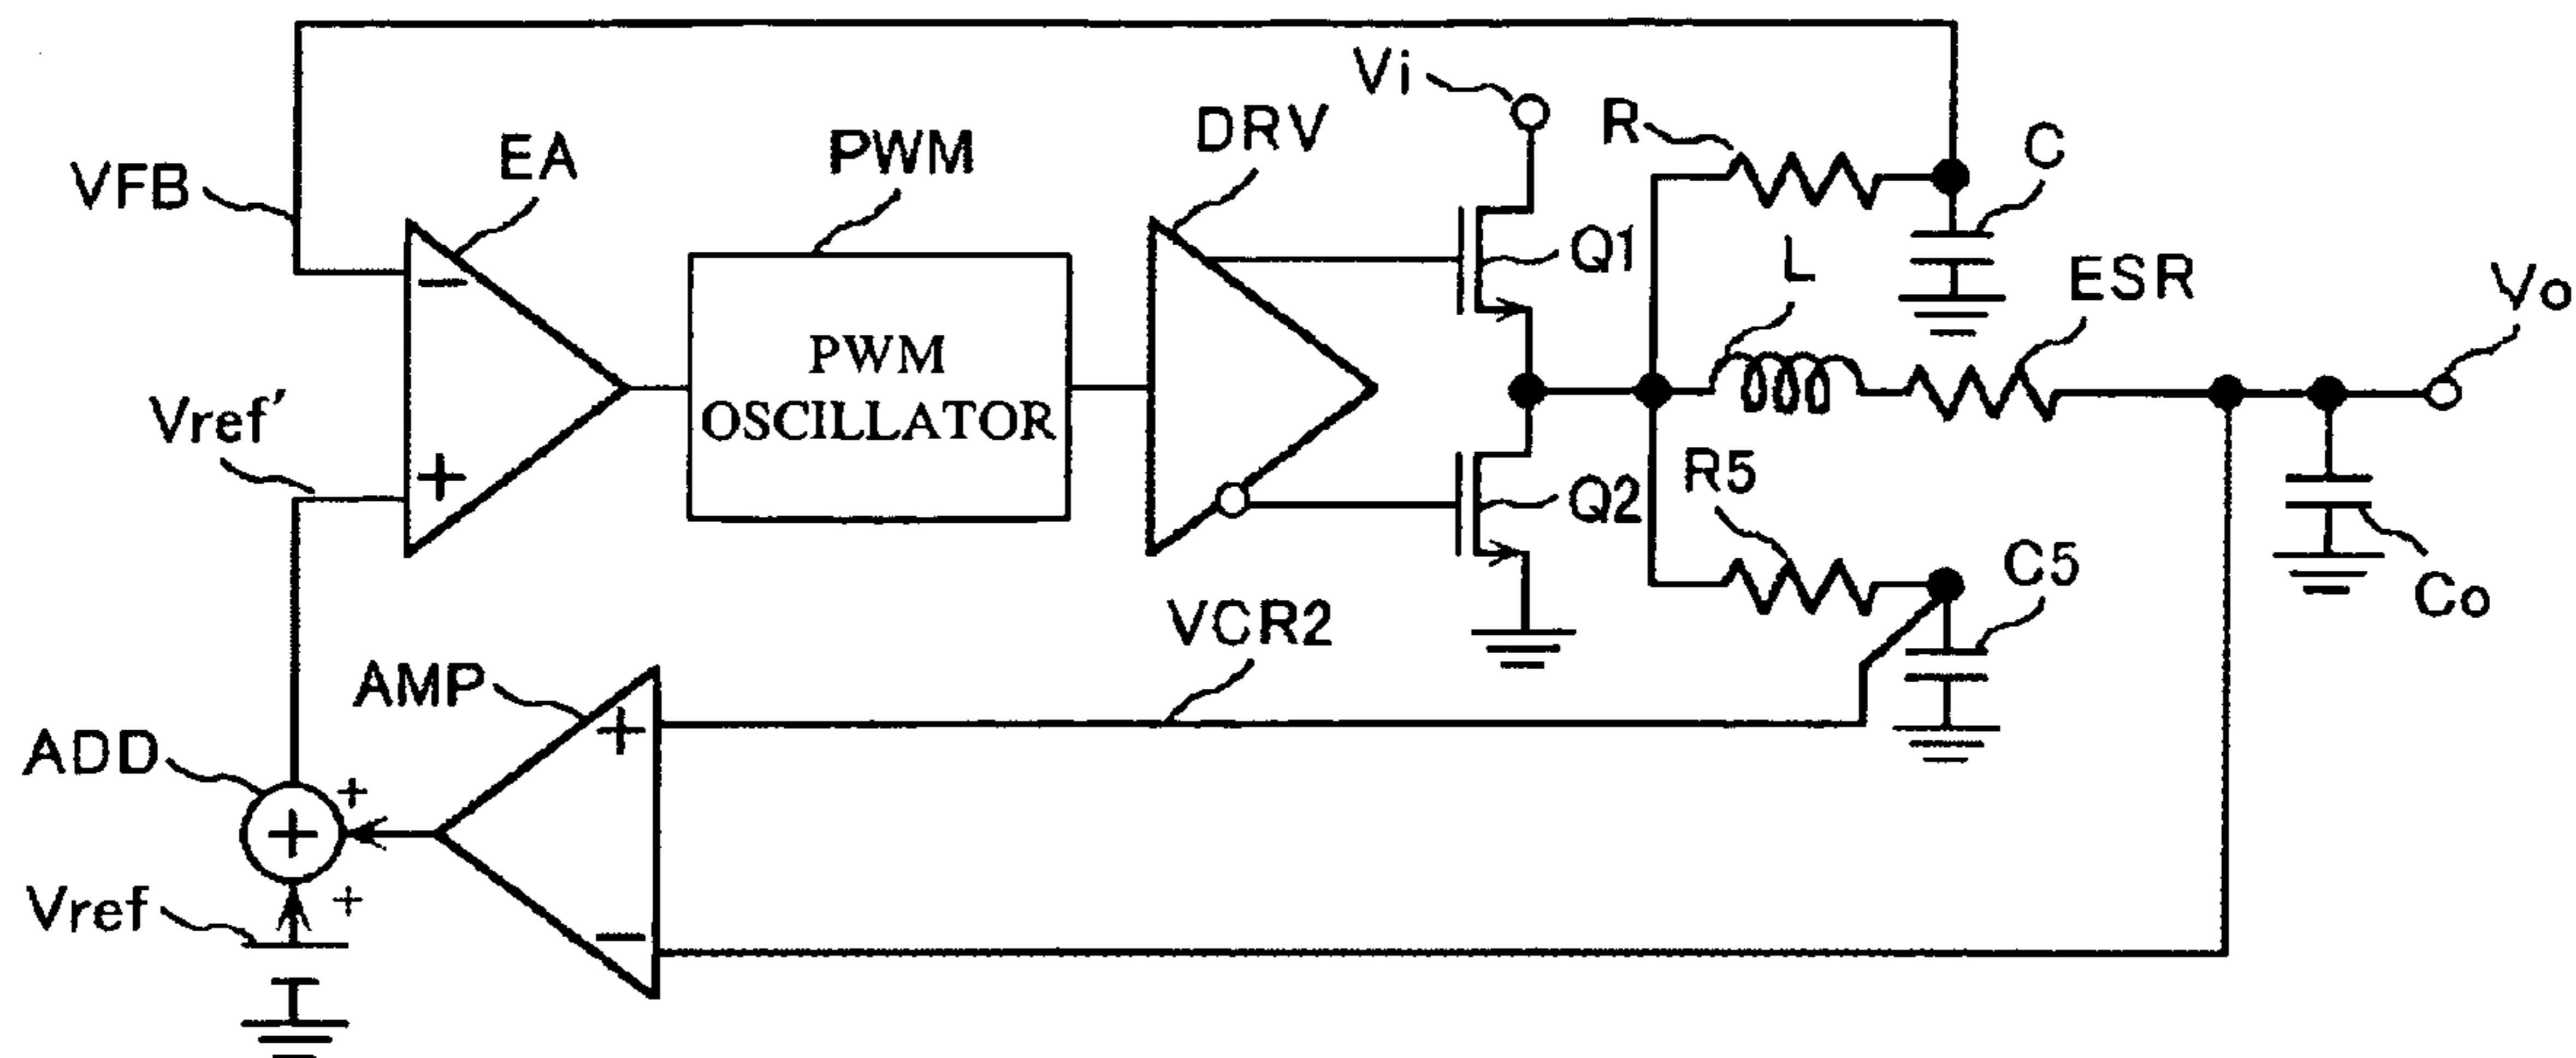 Vi
R
C
DRV
PWM
EA
VFB
Q1
L
ESR
Vo
PWM
OSCILLATOR
Vref'
−
+
R5
Q2
C5
Co
VCR2
AMP
+
ADD
+
+
Vref
+
−